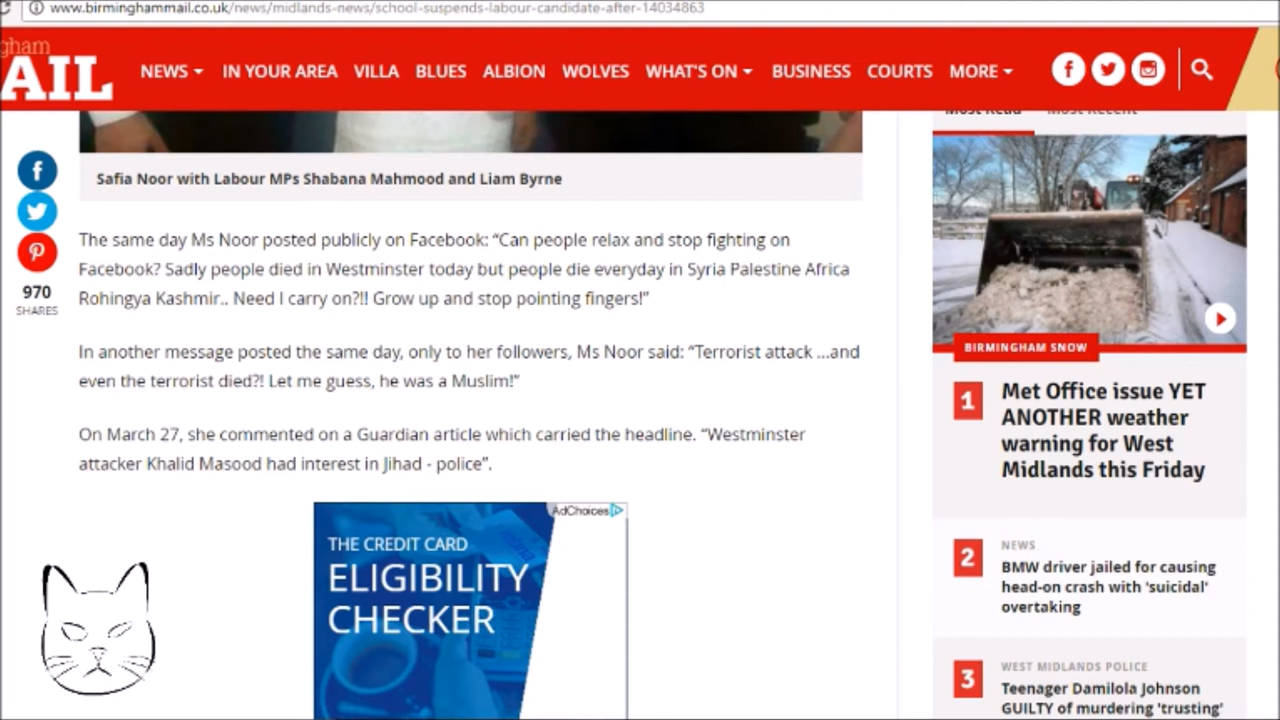 www.birminghammail.co.uk/news/midlands-news/school-suspends-labour-candidate-after-14034863
gham
AIL
NEWS IN YOUR AREA VILLA BLUES ALBION WOLVES WHAT'S ON BUSINESS COURTS MORE
Most Read Most Recent
Safia Noor with Labour MPs Shabana Mahmood and Liam Byrne
The same day Ms Noor posted publicly on Facebook: “Can people relax and stop fighting on
Facebook? Sadly people died in Westminster today but people die everyday in Syria Palestine Africa
Rohingya Kashmir.. Need I carry on?!! Grow up and stop pointing fingers!”
970
SHARES
In another message posted the same day, only to her followers, Ms Noor said: “Terrorist attack ...and
even the terrorist died?! Let me guess, he was a Muslim!”
On March 27, she commented on a Guardian article which carried the headline. “Westminster
attacker Khalid Masood had interest in Jihad - police”.
AdChoices
THE CREDIT CARD
ELIGIBILITY
CHECKER
BIRMINGHAM SNOW
1
Met Office issue YET
ANOTHER weather
warning for West
Midlands this Friday
2
NEWS
BMW driver jailed for causing
head-on crash with 'suicidal'
overtaking
3
WEST MIDLANDS POLICE
Teenager Damilola Johnson
GUILTY of murdering 'trusting'